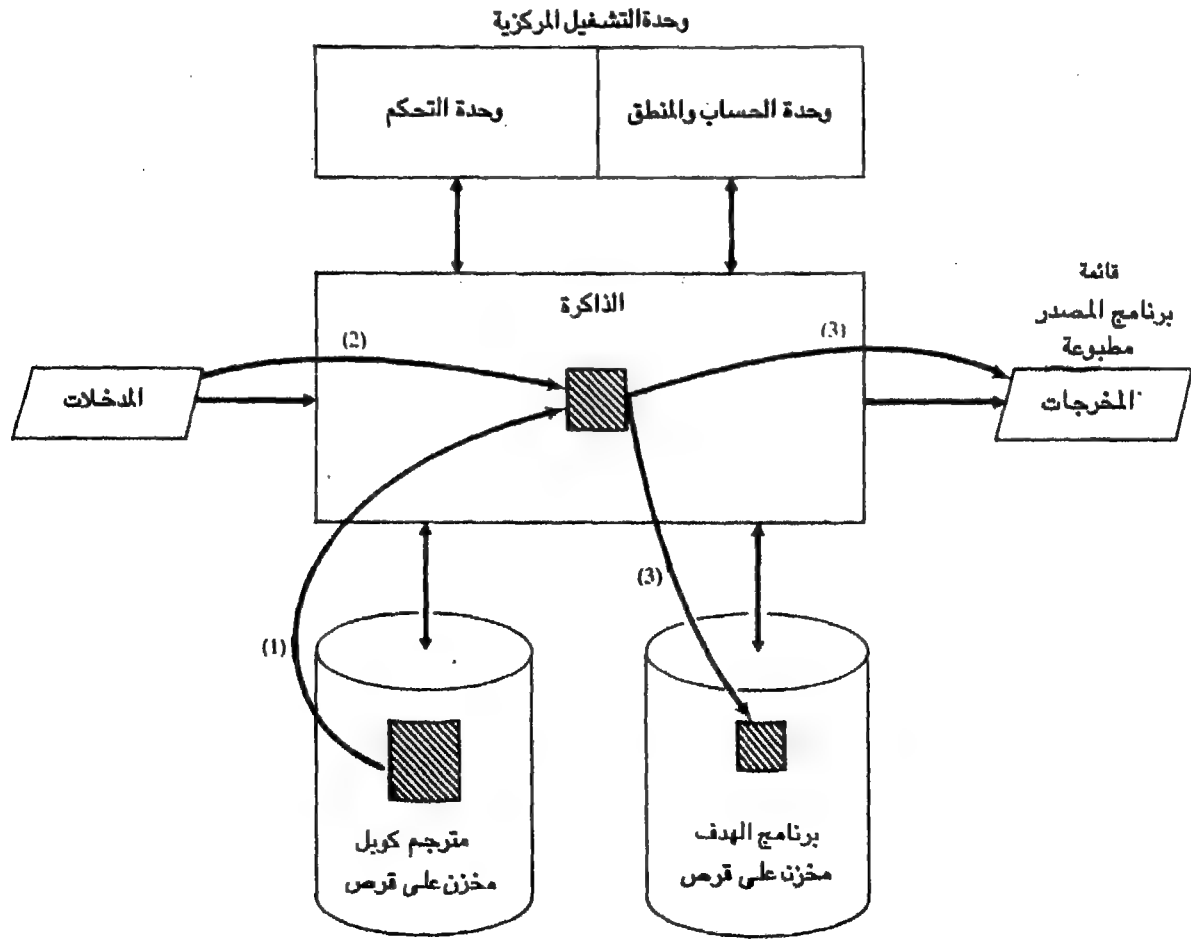 وحدة التشغيل المركزية
وحدة الحساب والمنطق
وحدة التحكم
الذاكرة
قائمة
برنامج المصدر
مطبوعة
المخرجات
(3)
(2)
المدخلات
(3)
(1)
برنامج الهدف
مخزن على قرص
مترجم كوبل
مخزن على قرص